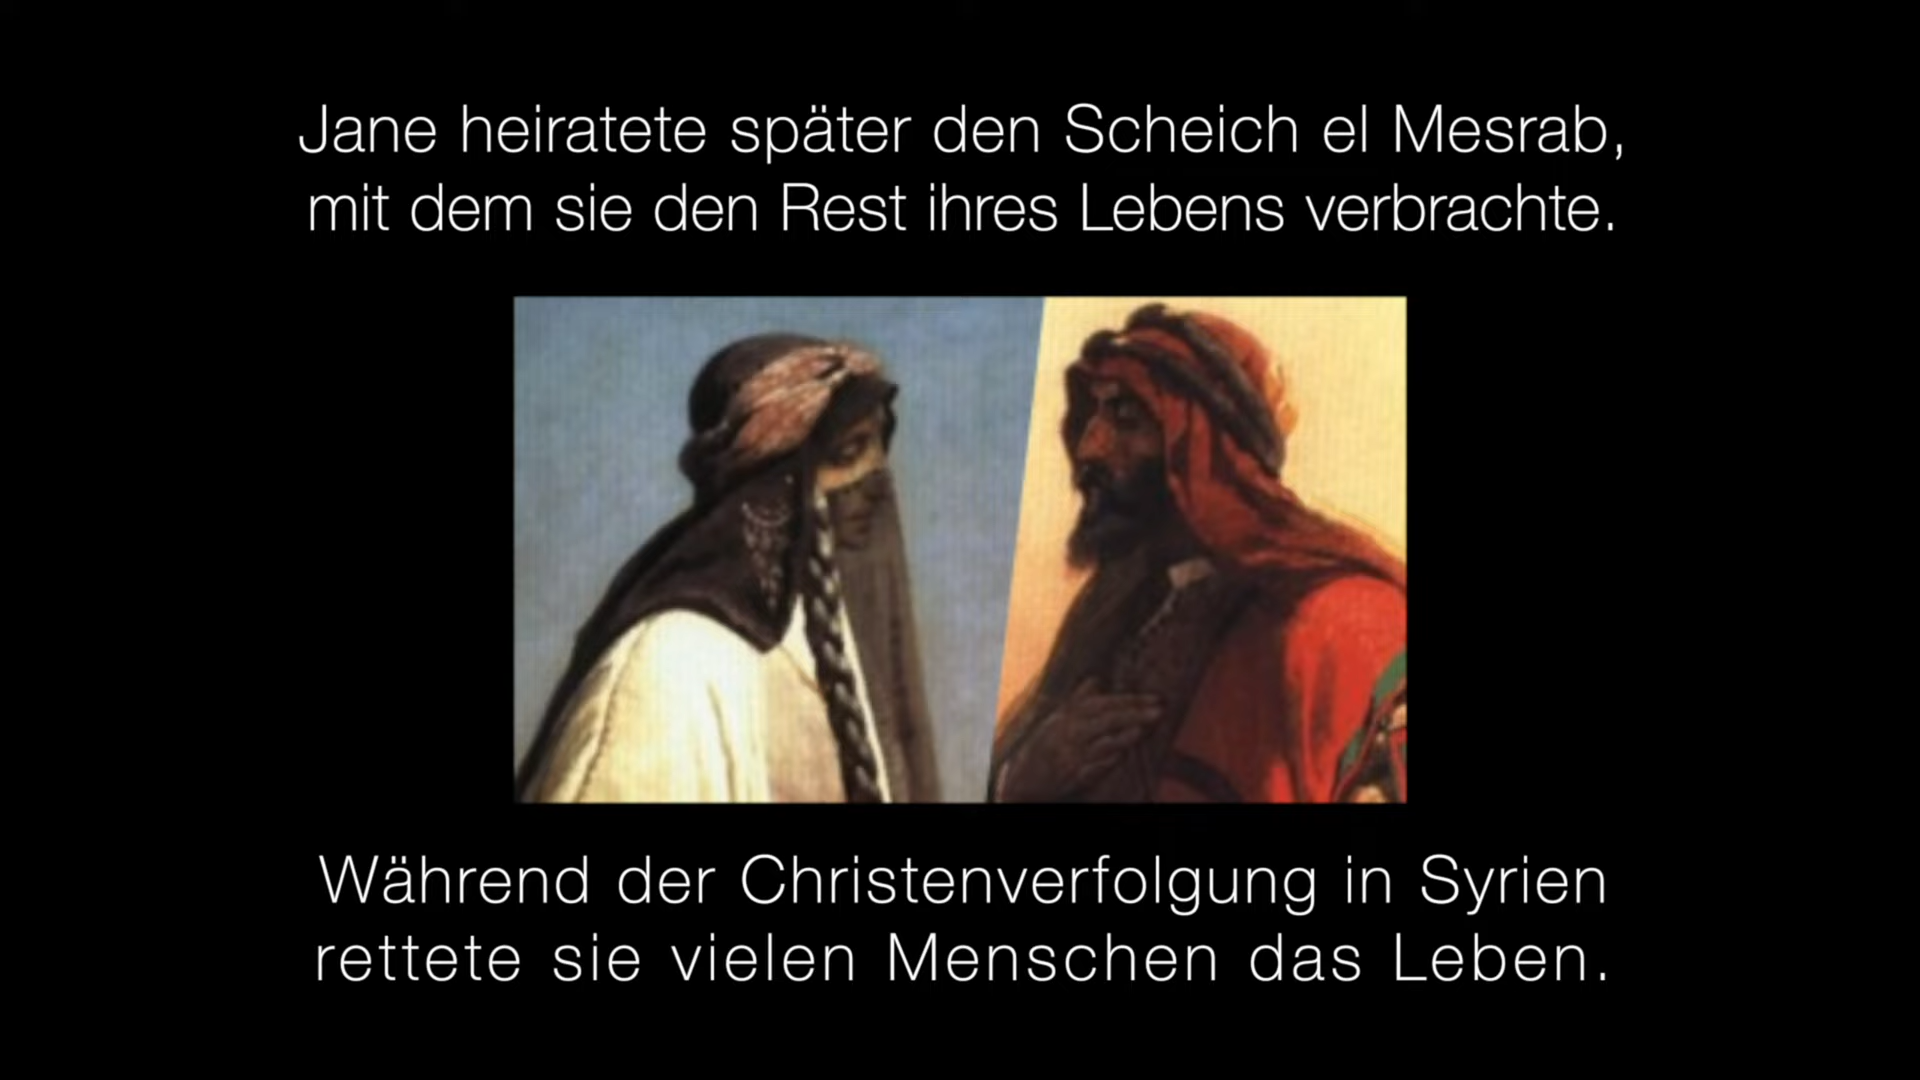 Jane heiratete später den Scheich el Mesrab,
mit dem sie den Rest ihres Lebens verbrachte.
Während der Christenverfolgung in Syrien
rettete sie vielen Menschen das Leben.